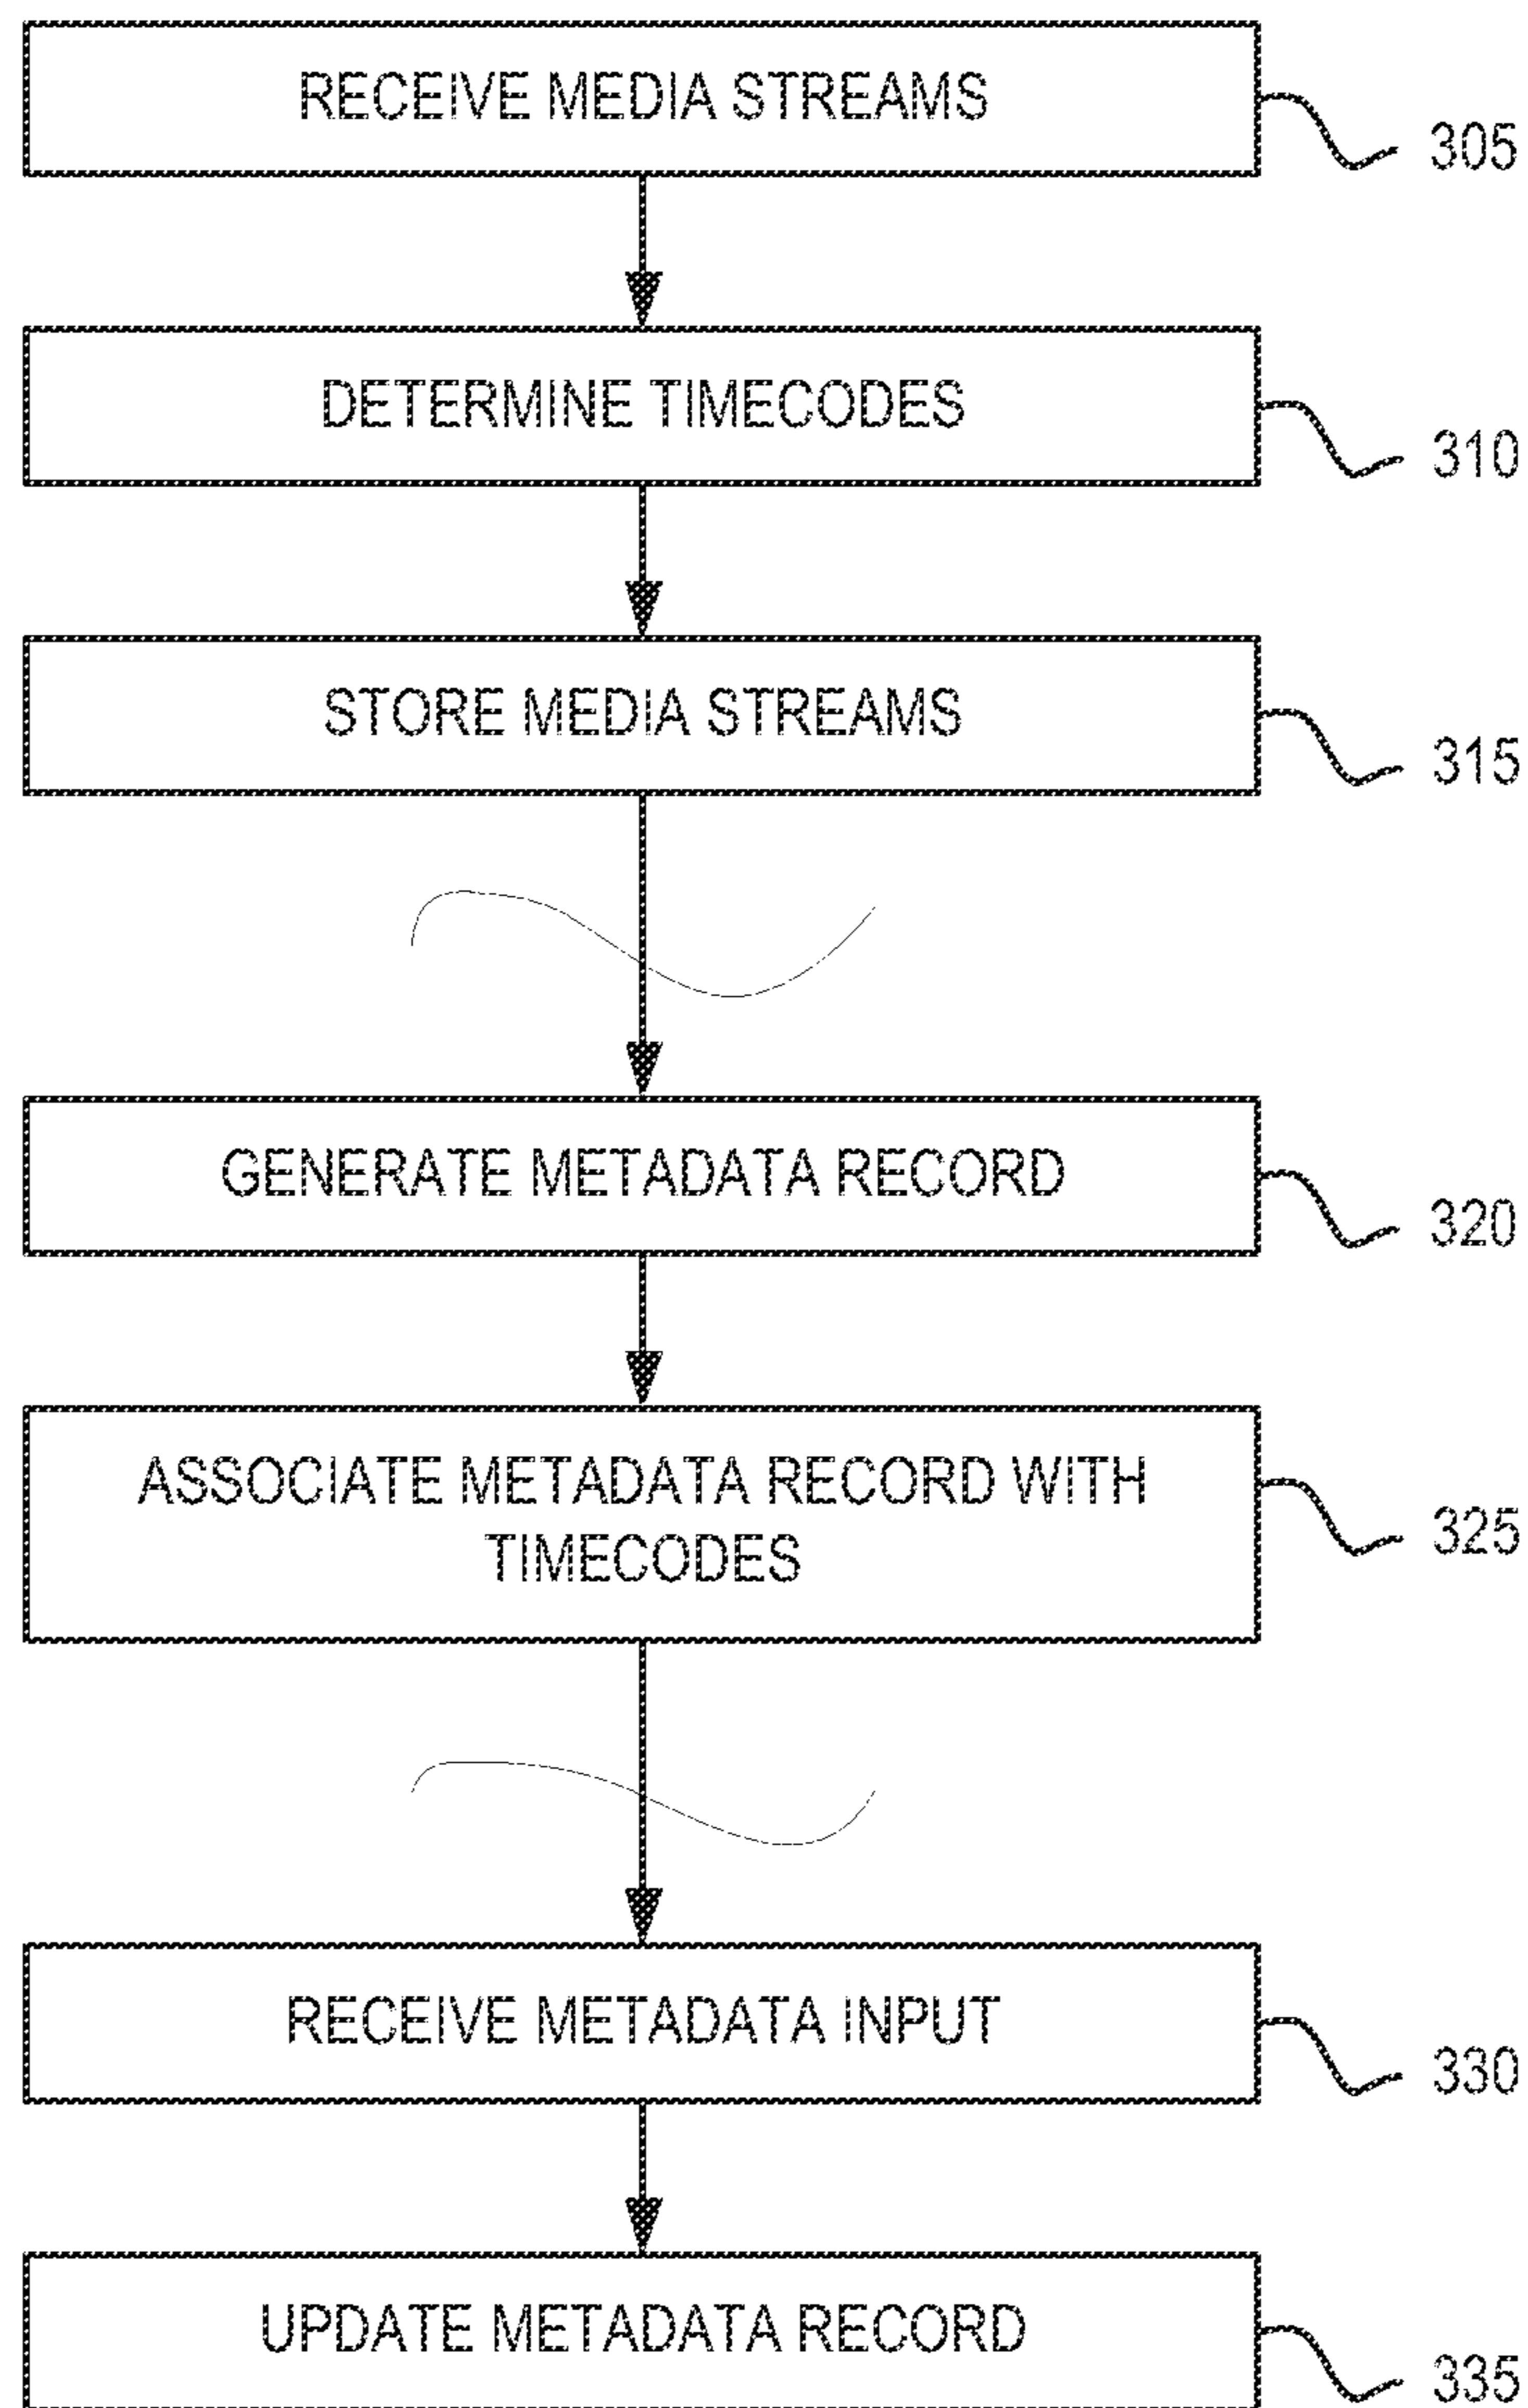 RECEIVE MEDIA STREAMS
305
DETERMINE TIMECODES
310
STORE MEDIA STREAMS
315
GENERATE METADATA RECORD
320
ASSOCIATE METADATA RECORD WITH
TIMECODES
325
RECEIVE METADATA INPUT
330
UPDATE METADATA RECORD
335